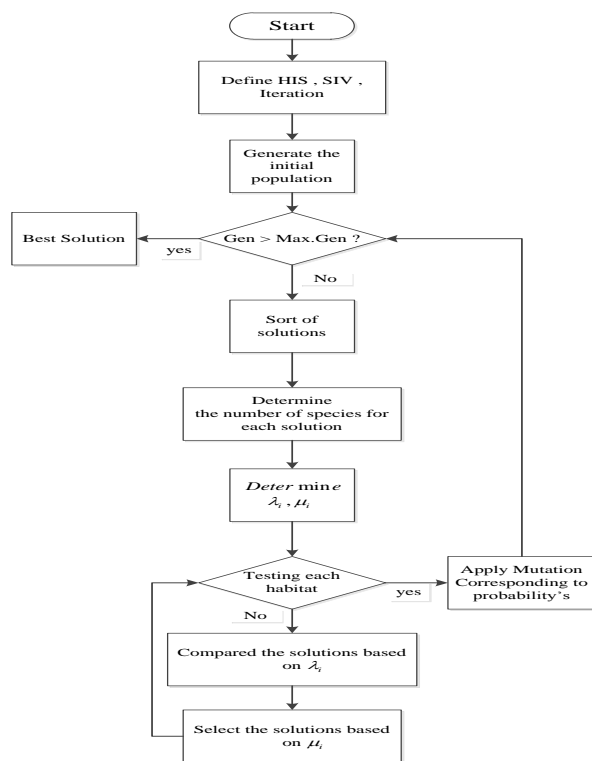 Start
Define HIS , SIV ,
Iteration
Generate the
initial
population
Gen > Max.Gen ?
yes
Best Solution
No
Sort of
solutions
Determine
the number of species for
each solution
Deter mine
λi , μi
Testing each
habitat
yes
Apply Mutation
Corresponding to
probability’s
No
Compared the solutions based
on λi
Select the solutions based
on μi